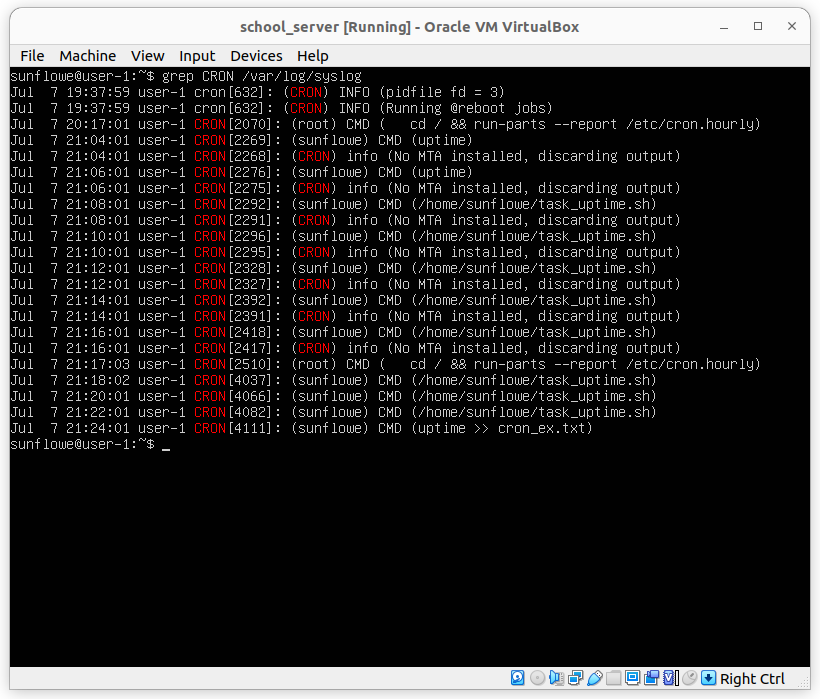 school_server [Running] - Oracle VM VirtualBox
File Machine View Input Devices Help
sunflowe@user-1:~$ grep CRON /var/log/syslog
Jul  7 19:37:59 user-1 cron[632]: (CRON) INFO (pidfile fd = 3)
Jul  7 19:37:59 user-1 cron[632]: (CRON) INFO (Running @reboot jobs)
Jul  7 20:17:01 user-1 CRON[2070]: (root) CMD (   cd / && run-parts --report /etc/cron.hourly)
Jul  7 21:04:01 user-1 CRON[2269]: (sunflowe) CMD (uptime)
Jul  7 21:04:01 user-1 CRON[2268]: (CRON) info (No MTA installed, discarding output)
Jul  7 21:06:01 user-1 CRON[2276]: (sunflowe) CMD (uptime)
Jul  7 21:06:01 user-1 CRON[2275]: (CRON) info (No MTA installed, discarding output)
Jul  7 21:08:01 user-1 CRON[2292]: (sunflowe) CMD (/home/sunflowe/task_uptime.sh)
Jul  7 21:08:01 user-1 CRON[2291]: (CRON) info (No MTA installed, discarding output)
Jul  7 21:10:01 user-1 CRON[2296]: (sunflowe) CMD (/home/sunflowe/task_uptime.sh)
Jul  7 21:10:01 user-1 CRON[2295]: (CRON) info (No MTA installed, discarding output)
Jul  7 21:12:01 user-1 CRON[2328]: (sunflowe) CMD (/home/sunflowe/task_uptime.sh)
Jul  7 21:12:01 user-1 CRON[2327]: (CRON) info (No MTA installed, discarding output)
Jul  7 21:14:01 user-1 CRON[2392]: (sunflowe) CMD (/home/sunflowe/task_uptime.sh)
Jul  7 21:14:01 user-1 CRON[2391]: (CRON) info (No MTA installed, discarding output)
Jul  7 21:16:01 user-1 CRON[2418]: (sunflowe) CMD (/home/sunflowe/task_uptime.sh)
Jul  7 21:16:01 user-1 CRON[2417]: (CRON) info (No MTA installed, discarding output)
Jul  7 21:17:03 user-1 CRON[2510]: (root) CMD (   cd / && run-parts --report /etc/cron.hourly)
Jul  7 21:18:02 user-1 CRON[4037]: (sunflowe) CMD (/home/sunflowe/task_uptime.sh)
Jul  7 21:20:01 user-1 CRON[4066]: (sunflowe) CMD (/home/sunflowe/task_uptime.sh)
Jul  7 21:22:01 user-1 CRON[4082]: (sunflowe) CMD (/home/sunflowe/task_uptime.sh)
Jul  7 21:24:01 user-1 CRON[4111]: (sunflowe) CMD (uptime >> cron_ex.txt)
sunflowe@user-1:~$ _
Right Ctrl